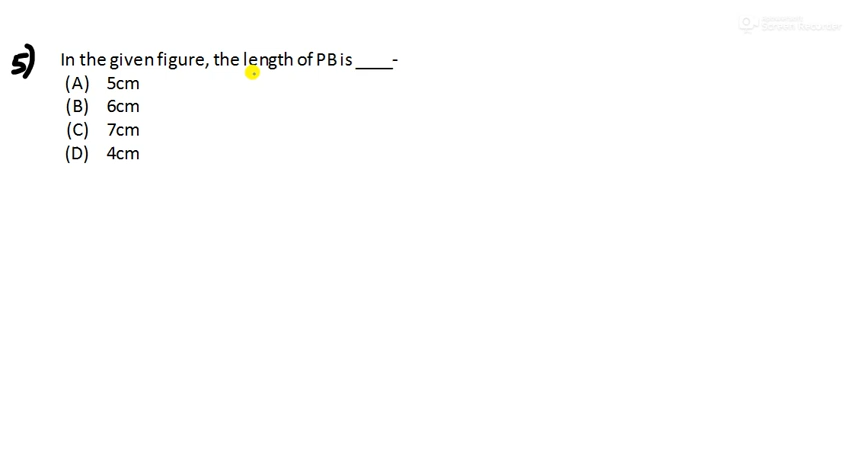 5) In the given figure, the length of PB is ____-
(A) 5cm
(B) 6cm
(C) 7cm
(D) 4cm